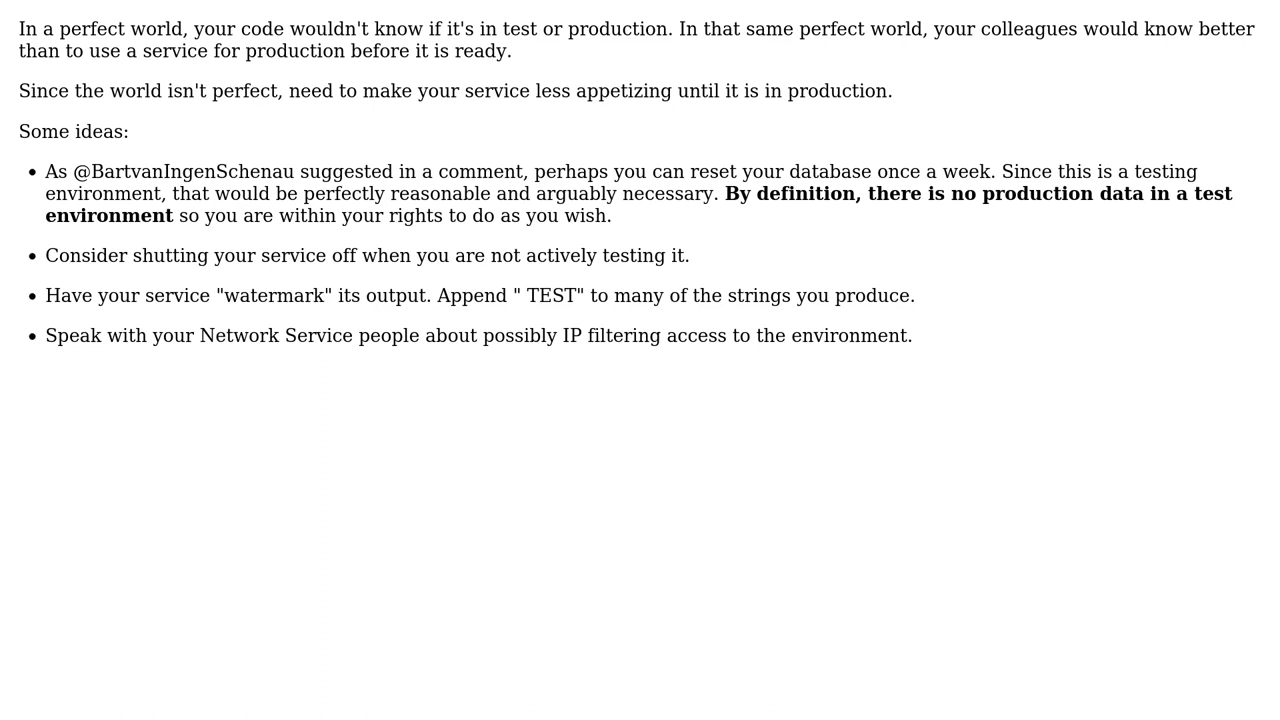 In a perfect world, your code wouldn't know if it's in test or production. In that same perfect world, your colleagues would know better
than to use a service for production before it is ready.
Since the world isn't perfect, need to make your service less appetizing until it is in production.
Some ideas:
• As @BartvanIngenSchenau suggested in a comment, perhaps you can reset your database once a week. Since this is a testing
environment, that would be perfectly reasonable and arguably necessary. By definition, there is no production data in a test
environment so you are within your rights to do as you wish.
• Consider shutting your service off when you are not actively testing it.
• Have your service "watermark" its output. Append " TEST" to many of the strings you produce.
• Speak with your Network Service people about possibly IP filtering access to the environment.